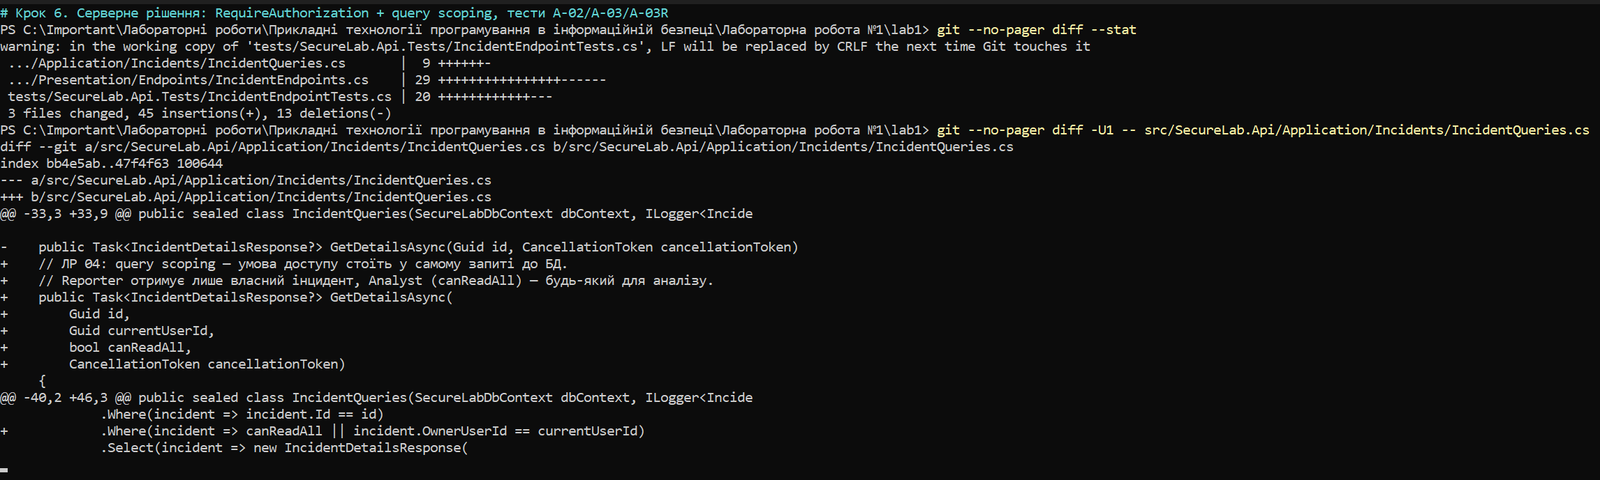 # Крок 6. Серверне рішення: RequireAuthorization + query scoping, тести A-02/A-03/A-03R
PS C:\Important\Лабораторні роботи\Прикладні технології програмування в інформаційній безпеці\Лабораторна робота №1\lab1> git --no-pager diff --stat
warning: in the working copy of 'tests/SecureLab.Api.Tests/IncidentEndpointTests.cs', LF will be replaced by CRLF the next time Git touches it
 .../Application/Incidents/IncidentQueries.cs       |  9 ++++++-
 .../Presentation/Endpoints/IncidentEndpoints.cs    | 29 +++++++++++++++++------
 tests/SecureLab.Api.Tests/IncidentEndpointTests.cs | 20 ++++++++++++---
 3 files changed, 45 insertions(+), 13 deletions(-)
PS C:\Important\Лабораторні роботи\Прикладні технології програмування в інформаційній безпеці\Лабораторна робота №1\lab1> git --no-pager diff -U1 -- src/SecureLab.Api/Application/Incidents/IncidentQueries.cs
diff --git a/src/SecureLab.Api/Application/Incidents/IncidentQueries.cs b/src/SecureLab.Api/Application/Incidents/IncidentQueries.cs
index bb4e5ab..47f4f63 100644
--- a/src/SecureLab.Api/Application/Incidents/IncidentQueries.cs
+++ b/src/SecureLab.Api/Application/Incidents/IncidentQueries.cs
@@ -33,3 +33,9 @@ public sealed class IncidentQueries(SecureLabDbContext dbContext, ILogger<Incide
-    public Task<IncidentDetailsResponse?> GetDetailsAsync(Guid id, CancellationToken cancellationToken)
+    // ЛР 04: query scoping — умова доступу стоїть у самому запиті до БД.
+    // Reporter отримує лише власний інцидент, Analyst (canReadAll) — будь-який для аналізу.
+    public Task<IncidentDetailsResponse?> GetDetailsAsync(
+        Guid id,
+        Guid currentUserId,
+        bool canReadAll,
+        CancellationToken cancellationToken)
     {
@@ -40,2 +46,3 @@ public sealed class IncidentQueries(SecureLabDbContext dbContext, ILogger<Incide
             .Where(incident => incident.Id == id)
+            .Where(incident => canReadAll || incident.OwnerUserId == currentUserId)
             .Select(incident => new IncidentDetailsResponse(